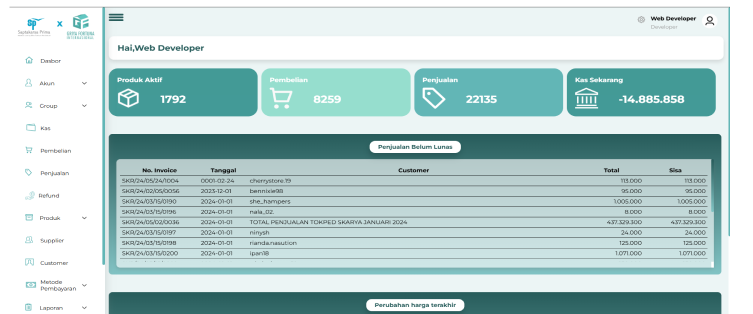 Sp
x
Septasarana Prima
SKRIA FORTUNA
INTERNASIONAL
Web Developer
Developer
Hai,Web Developer
Dasbor
Akun
Group
Kas
Pembelian
Penjualan
Refund
Produk
Supplier
Customer
Metode
Pembayaran
Laporan
Produk Aktif
1792
Pembelian
8259
Penjualan
22135
Kas Sekarang
-14.885.858
Penjualan Belum Lunas
No. Invoice Tanggal Customer Total Sisa
SKR/24/05/24/1004 0001-02-24 cherrystore.19 113.000 113.000
SKR/24/02/05/0056 2023-12-01 bennixie98 95.000 95.000
SKR/24/03/15/0190 2024-01-01 she_hampers 1.005.000 1.005.000
SKR/24/03/15/0196 2024-01-01 nala_02. 8.000 8.000
SKR/24/05/02/0036 2024-01-01 TOTAL PENJUALAN TOKPED SKARYA JANUARI 2024 437.329.300 437.329.300
SKR/24/03/15/0197 2024-01-01 ninysh 24.000 24.000
SKR/24/03/15/0198 2024-01-01 rianda.nasution 125.000 125.000
SKR/24/03/15/0200 2024-01-01 ipan18 1.071.000 1.071.000
Perubahan harga terakhir